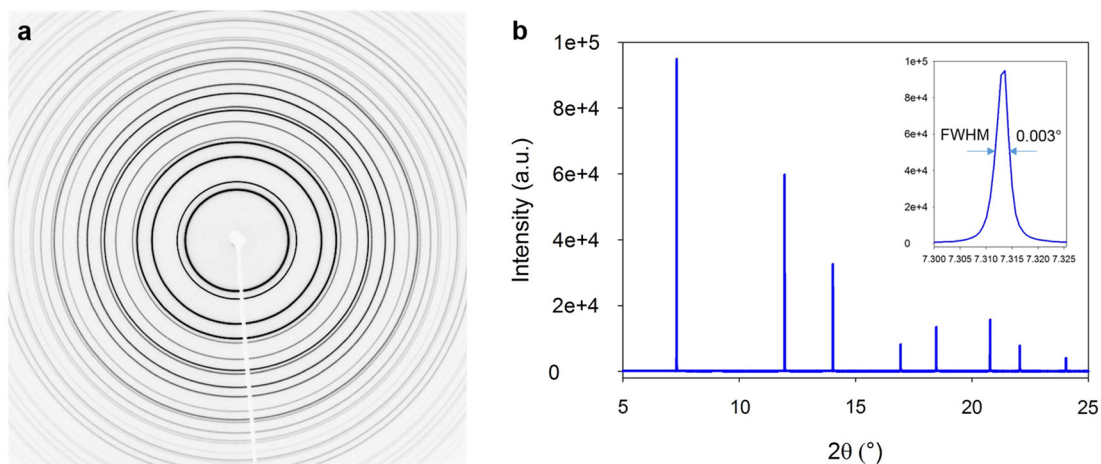 a
b
1e+5
8e+4
6e+4
4e+4
2e+4
0
Intensity (a.u.)
5
10
15
20
25
2θ (°)
1e+5
8e+4
6e+4
4e+4
2e+4
0
FWHM
0.003°
7.300 7.305 7.310 7.315 7.320 7.325